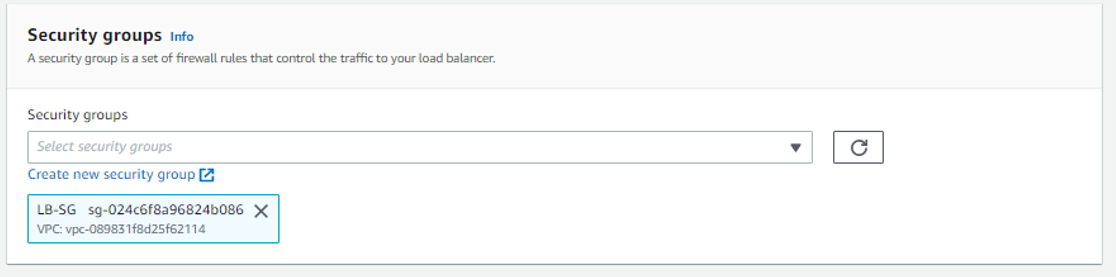 Security groups Info
A security group is a set of firewall rules that control the traffic to your load balancer.
Security groups
Select security groups
Create new security group
LB-SG sg-024c6f8a96824b086
VPC: vpc-089831f8d25f62114